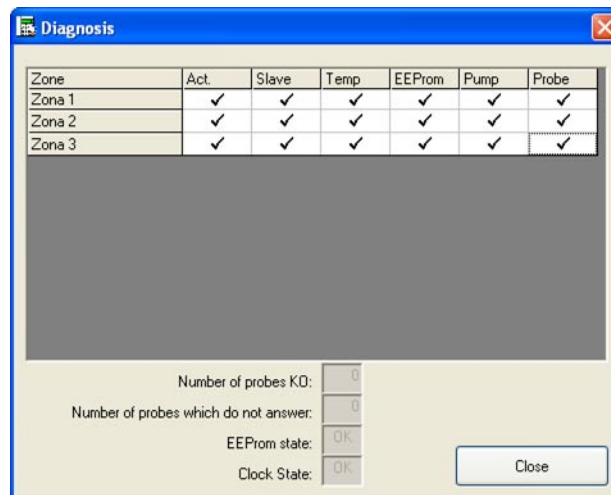 Diagnosis
Zone Act. Slave Temp EEProm Pump Probe
Zona 1 ✓ ✓ ✓ ✓ ✓ ✓
Zona 2 ✓ ✓ ✓ ✓ ✓ ✓
Zona 3 ✓ ✓ ✓ ✓ ✓ ✓
Number of probes KO: 0
Number of probes which do not answer: 0
EEProm state: OK
Clock State: OK
Close